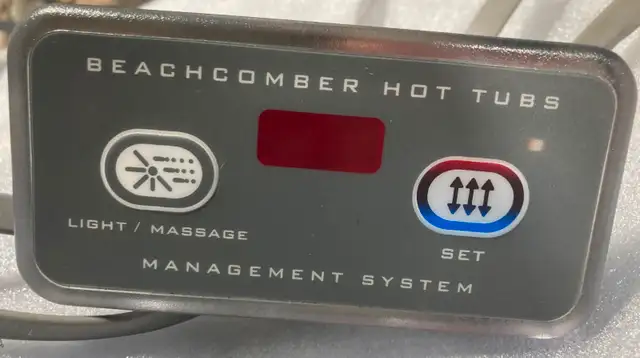 BEACHCOMBER HOT TUBS
LIGHT / MASSAGE
SET
MANAGEMENT SYSTEM